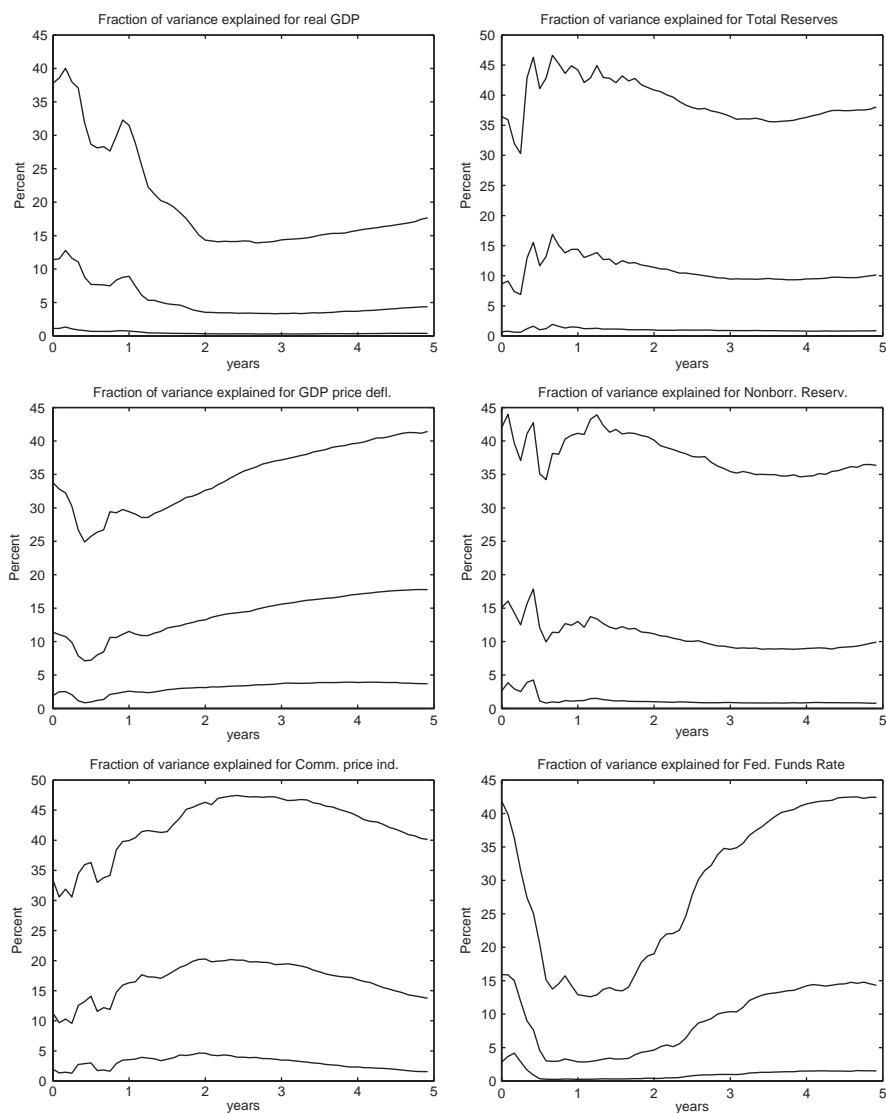 Fraction of variance explained for real GDP
45
40
35
30
25
20
15
10
5
0
Percent
0 1 2 3 4 5
years
Fraction of variance explained for Total Reserves
50
45
40
35
30
25
20
15
10
5
0
Percent
0 1 2 3 4 5
years
Fraction of variance explained for GDP price defl.
45
40
35
30
25
20
15
10
5
0
Percent
0 1 2 3 4 5
years
Fraction of variance explained for Nonborr. Reserv.
45
40
35
30
25
20
15
10
5
0
Percent
0 1 2 3 4 5
years
Fraction of variance explained for Comm. price ind.
50
45
40
35
30
25
20
15
10
5
0
Percent
0 1 2 3 4 5
years
Fraction of variance explained for Fed. Funds Rate
45
40
35
30
25
20
15
10
5
0
Percent
0 1 2 3 4 5
years